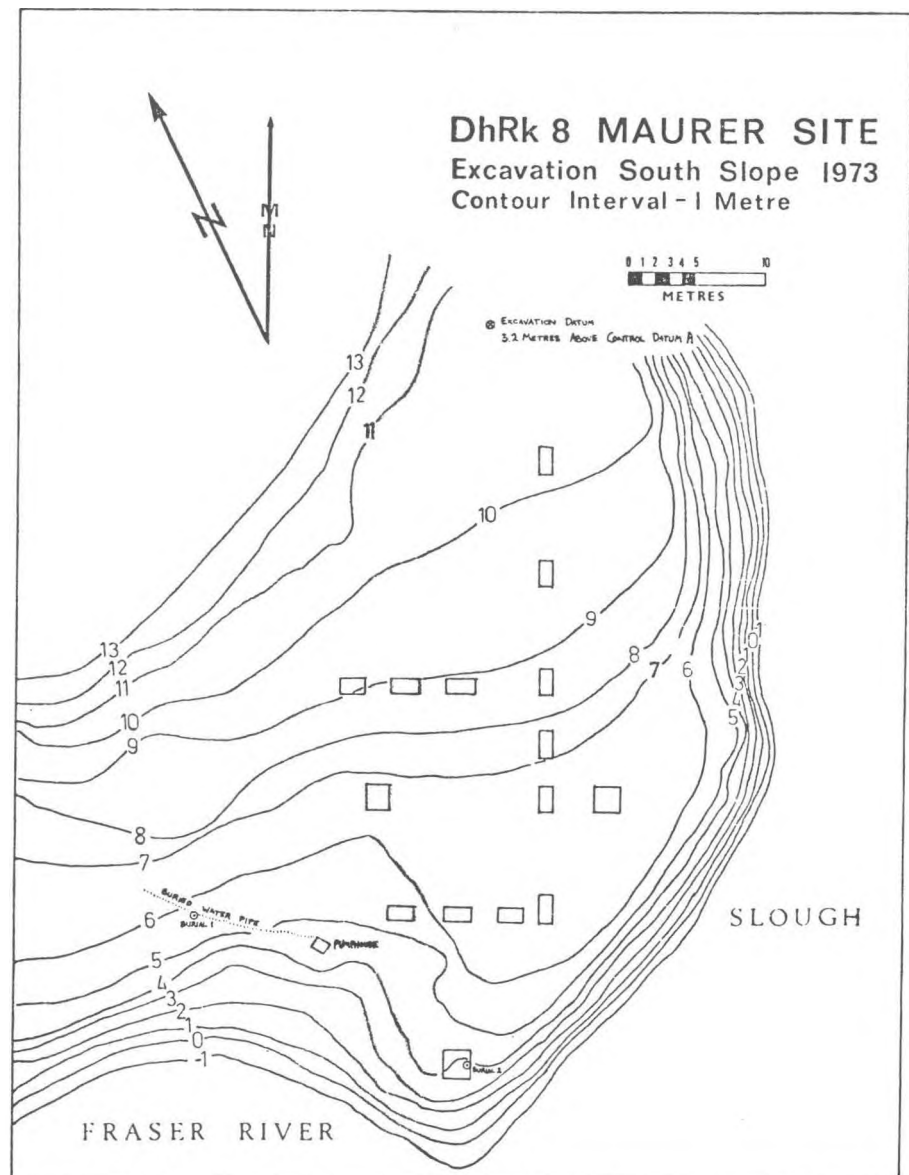 DhRk 8 MAURER SITE
Excavation South Slope 1973
Contour Interval - 1 Metre
N
MN
0 1 2 3 4 5 10
METRES
EXCAVATION DATUM
3.2 METRES ABOVE CONTROL DATUM A
13
12
11
10
9
8
7
6
13
12
11
10
9
8
7
6
5
4
3
2
1
0
-1
-1
0
1
2
3
4
5
BURIED WATER PIPE
BURIAL 1
PUMPHOUSE
BURIAL 2
SLOUGH
FRASER RIVER